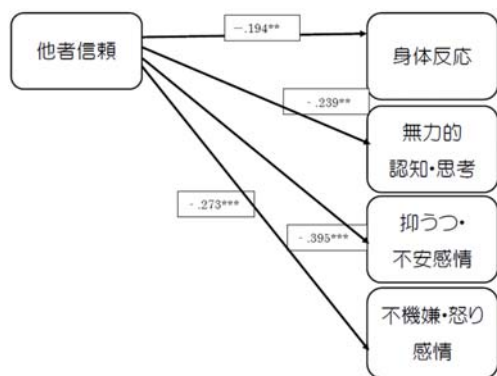 他者信頼
-.194**
身体反応
-.239**
無力的
認知・思考
-.273***
-.395***
抑うつ・
不安感情
不機嫌・怒り
感情